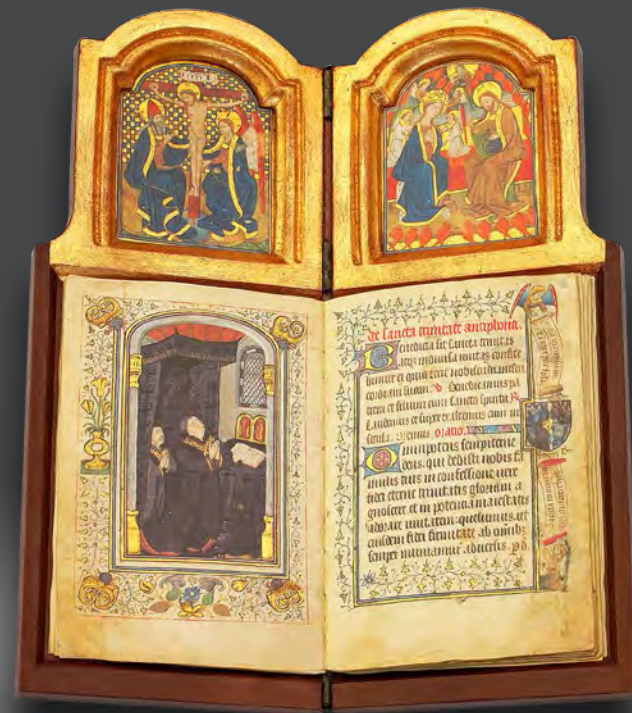 De sancta trinitate antiphona.
Benedicta sit sancta trinitas
atque indivisa unitas confite
bimur ei quia fecit nobiscum miseri
cordiam suam. V Benedicamus pa
trem et filium cum sancto spiritu R
Laudemus et superexaltemus eum in
secula. Oremus. oratio.
Omnipotens sempiterne
deus, qui dedisti nobis fa
mulis tuis in confessione vere
fidei eterne trinitatis gloriam a
gnoscere et in potentia maiestatis
adorare unitatem: quesumus ut
eiusdem fidei firmitate ab omnibus
semper muniamur adversis. p d